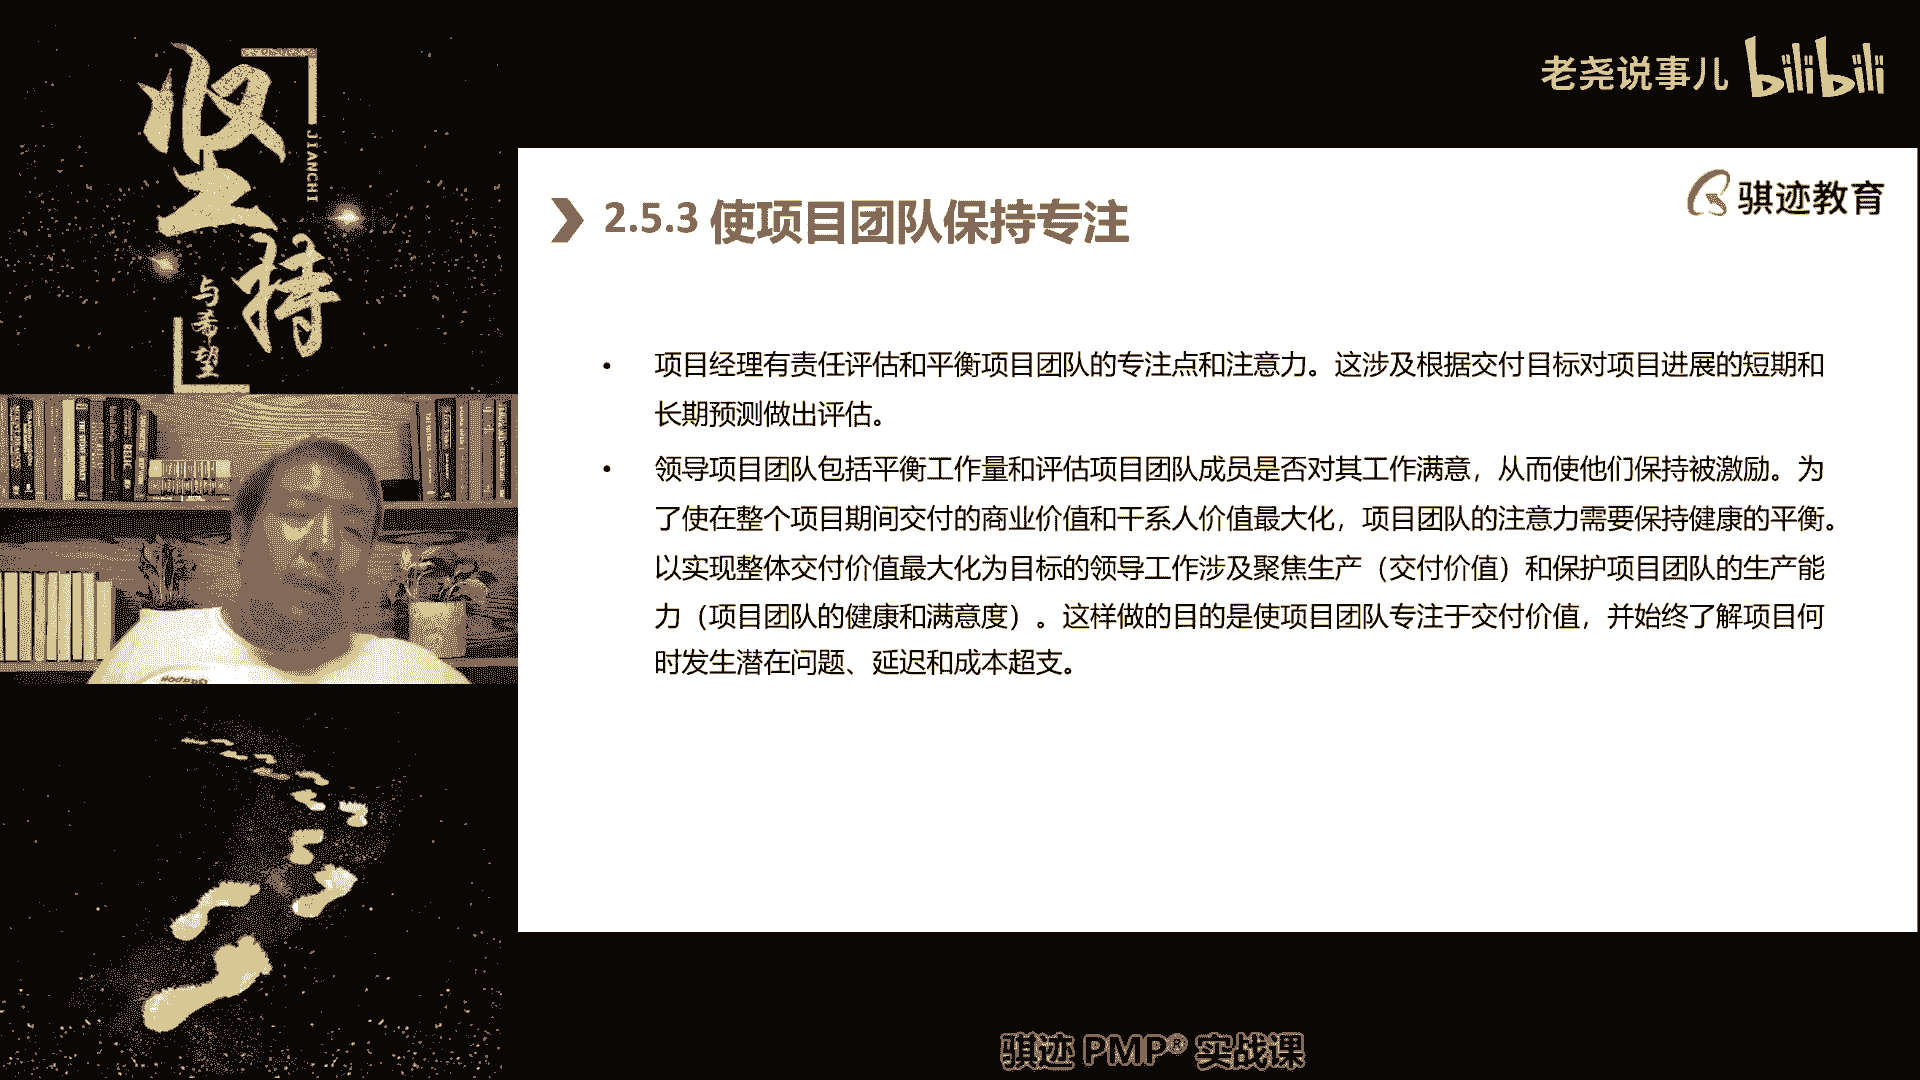 坚持
JIANCHI
与希望
老尧说事儿 bilibili
骐迹教育
2.5.3 使项目团队保持专注
• 项目经理有责任评估和平衡项目团队的专注点和注意力。这涉及根据交付目标对项目进展的短期和
长期预测做出评估。
• 领导项目团队包括平衡工作量和评估项目团队成员是否对其工作满意，从而使他们保持被激励。为
了使在整个项目期间交付的商业价值和干系人价值最大化，项目团队的注意力需要保持健康的平衡。
以实现整体交付价值最大化为目标的领导工作涉及聚焦生产（交付价值）和保护项目团队的生产能
力（项目团队的健康和满意度）。这样做的目的是使项目团队专注于交付价值，并始终了解项目何
时发生潜在问题、延迟和成本超支。
骐迹 PMP® 实战课